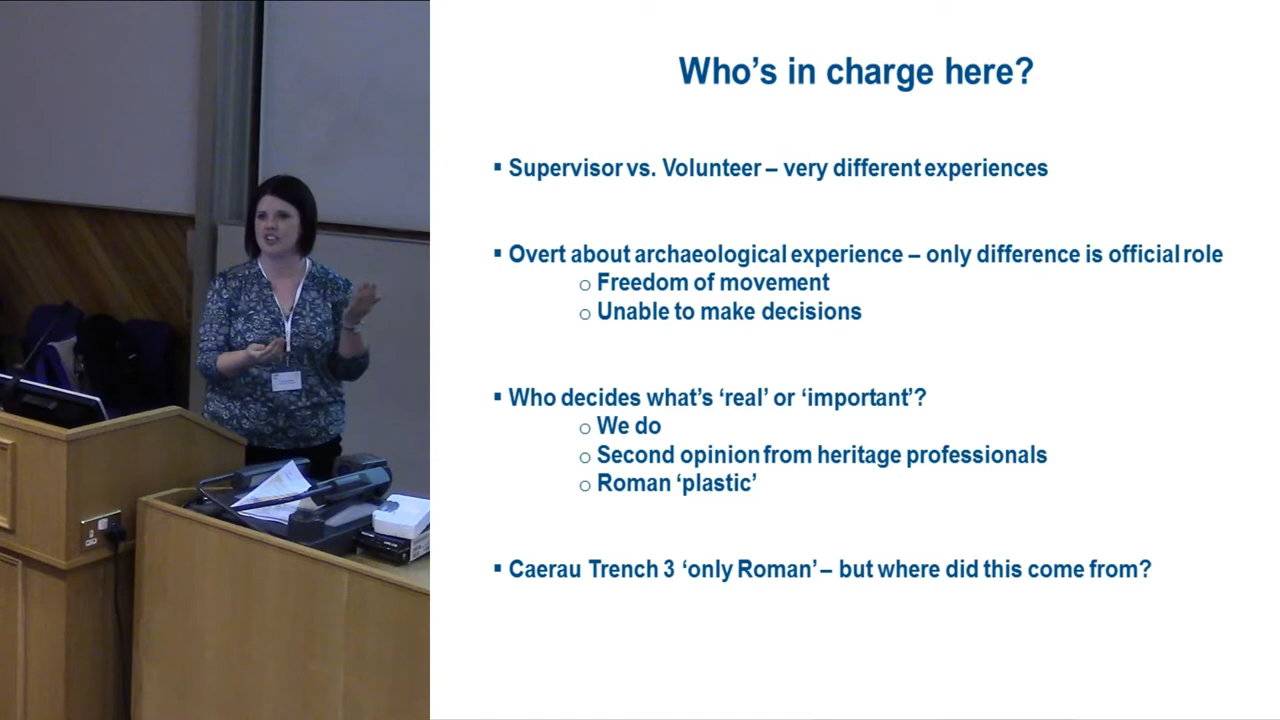 Who's in charge here?
▪ Supervisor vs. Volunteer – very different experiences
▪ Overt about archaeological experience – only difference is official role
o Freedom of movement
o Unable to make decisions
▪ Who decides what's ‘real’ or ‘important’?
o We do
o Second opinion from heritage professionals
o Roman ‘plastic’
▪ Caerau Trench 3 ‘only Roman’ – but where did this come from?